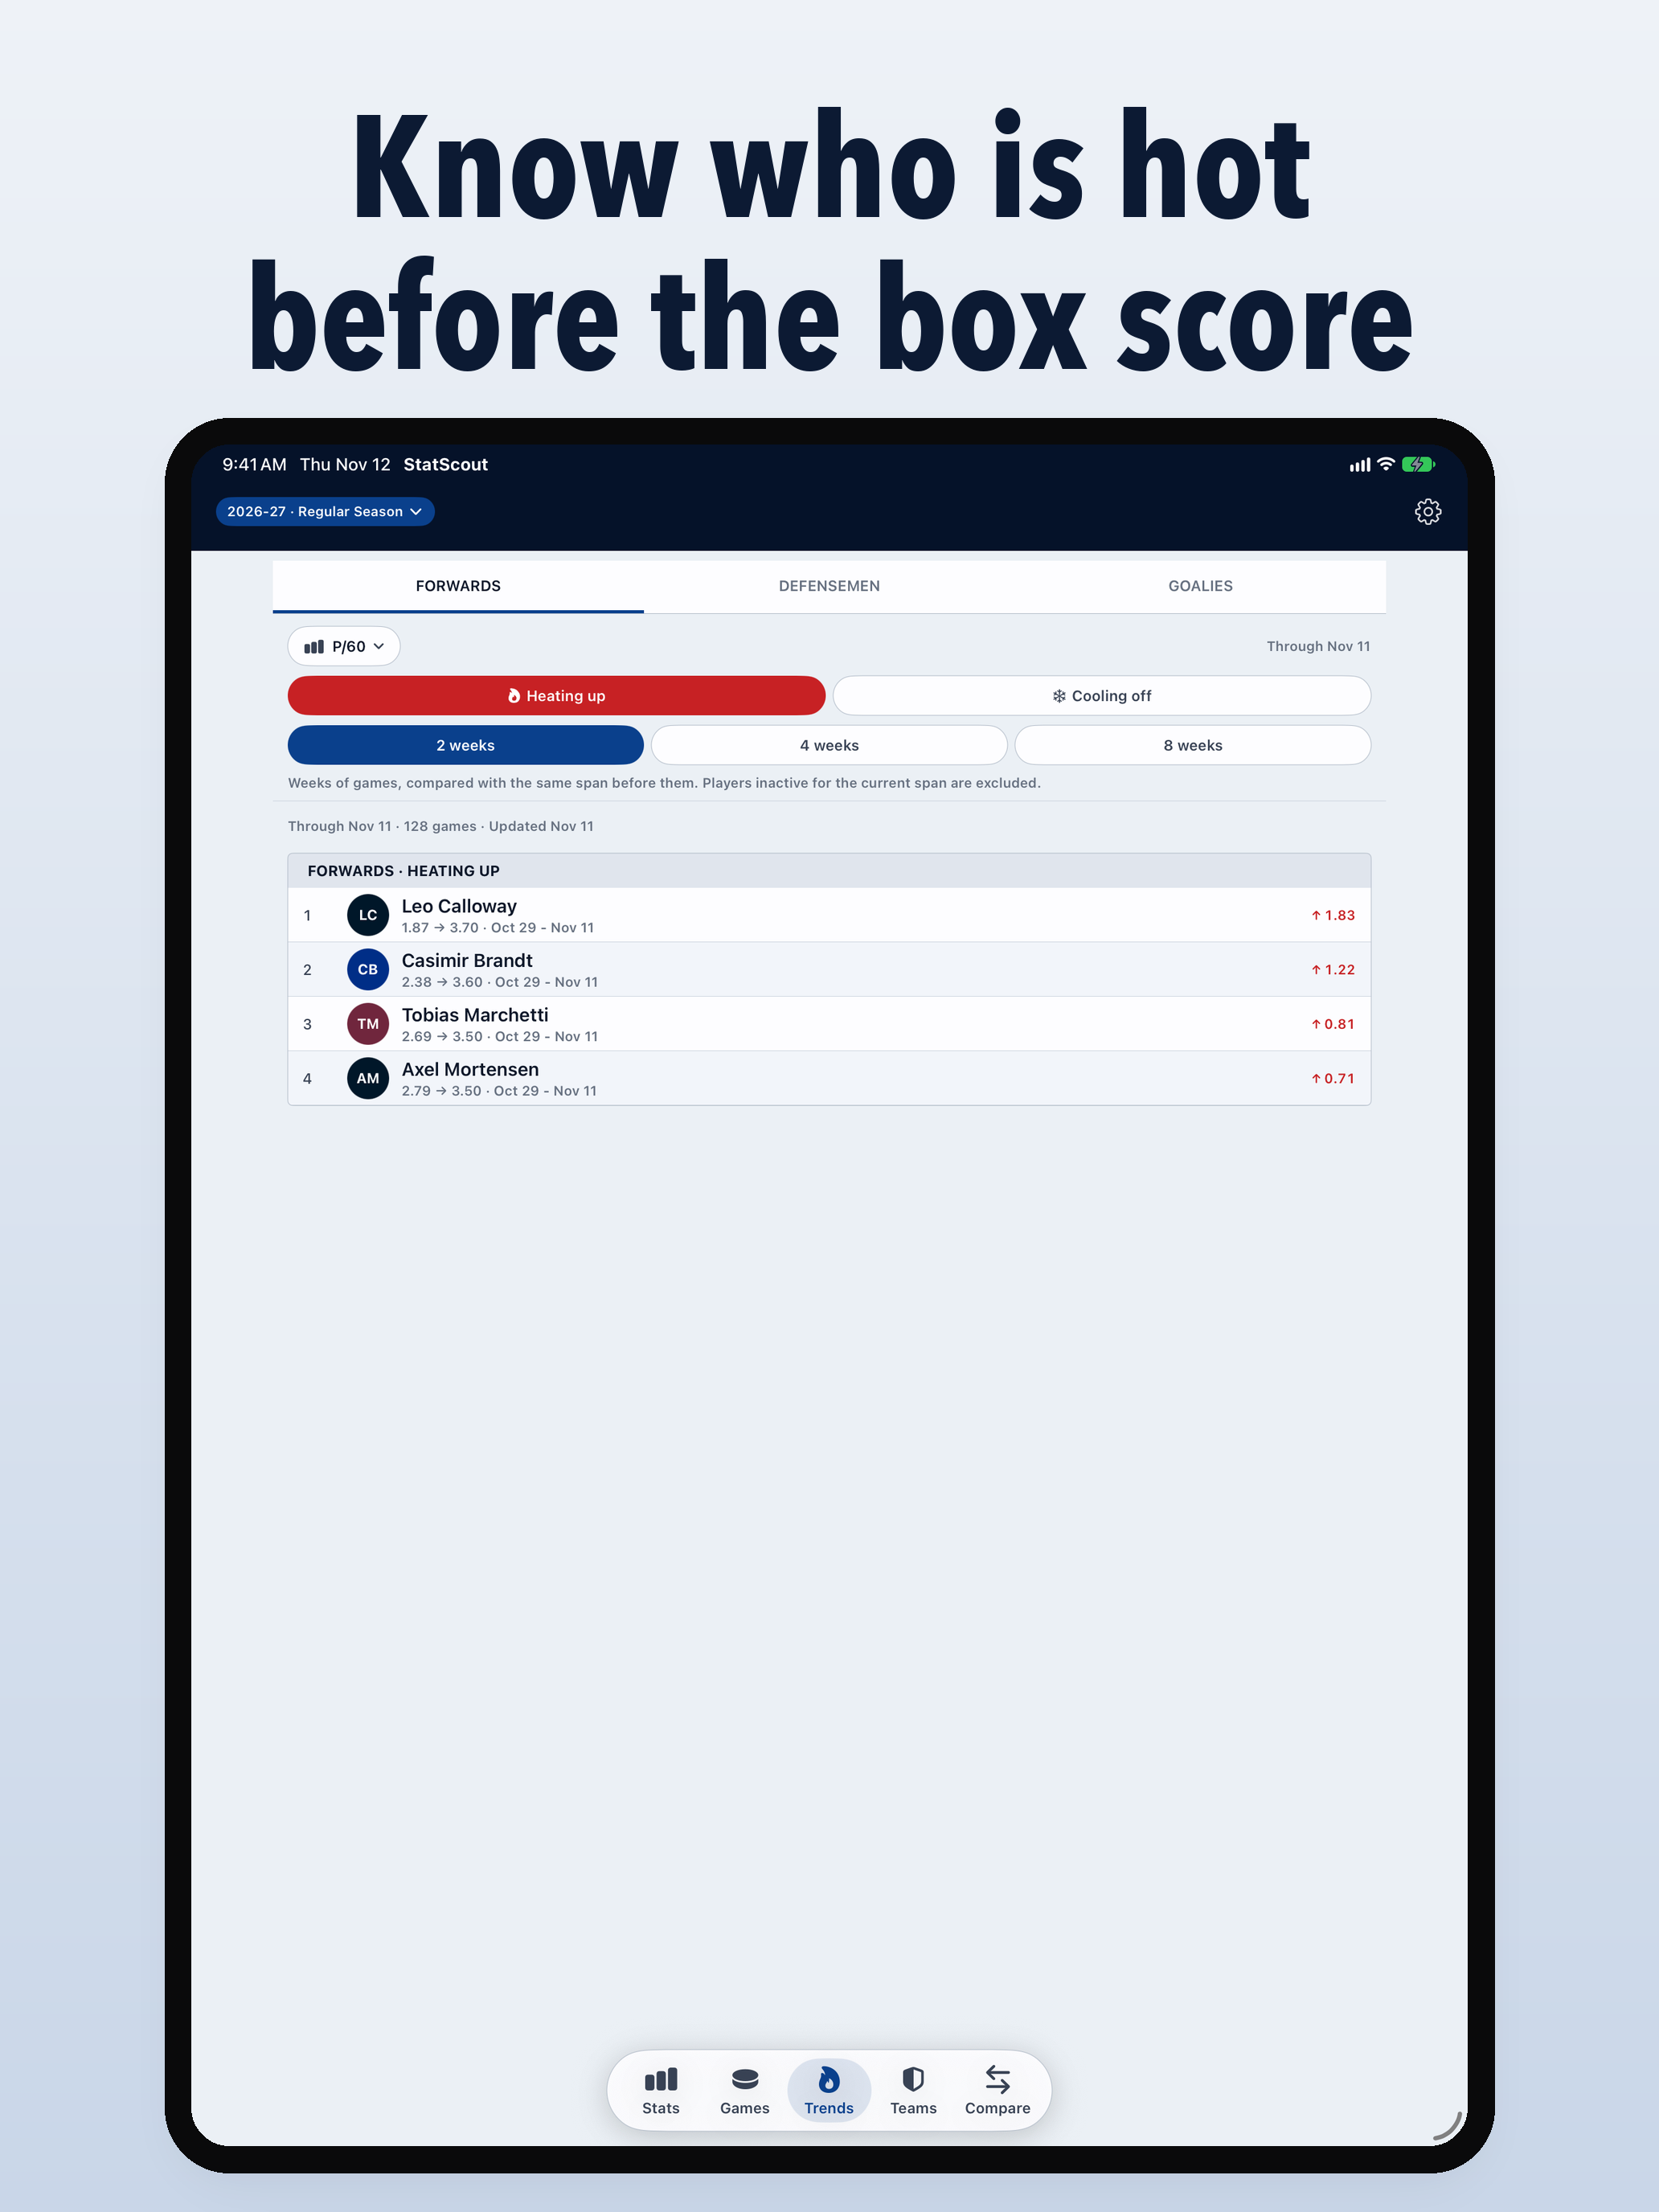 Know who is hot
before the box score
9:41 AM Thu Nov 12 StatScout
2026-27 · Regular Season
FORWARDS DEFENSEMEN GOALIES
P/60 Through Nov 11
Heating up Cooling off
2 weeks 4 weeks 8 weeks
Weeks of games, compared with the same span before them. Players inactive for the current span are excluded.
Through Nov 11 · 128 games · Updated Nov 11
FORWARDS · HEATING UP
1 LC Leo Calloway ↑ 1.83
1.87 → 3.70 · Oct 29 - Nov 11
2 CB Casimir Brandt ↑ 1.22
2.38 → 3.60 · Oct 29 - Nov 11
3 TM Tobias Marchetti ↑ 0.81
2.69 → 3.50 · Oct 29 - Nov 11
4 AM Axel Mortensen ↑ 0.71
2.79 → 3.50 · Oct 29 - Nov 11
Stats Games Trends Teams Compare